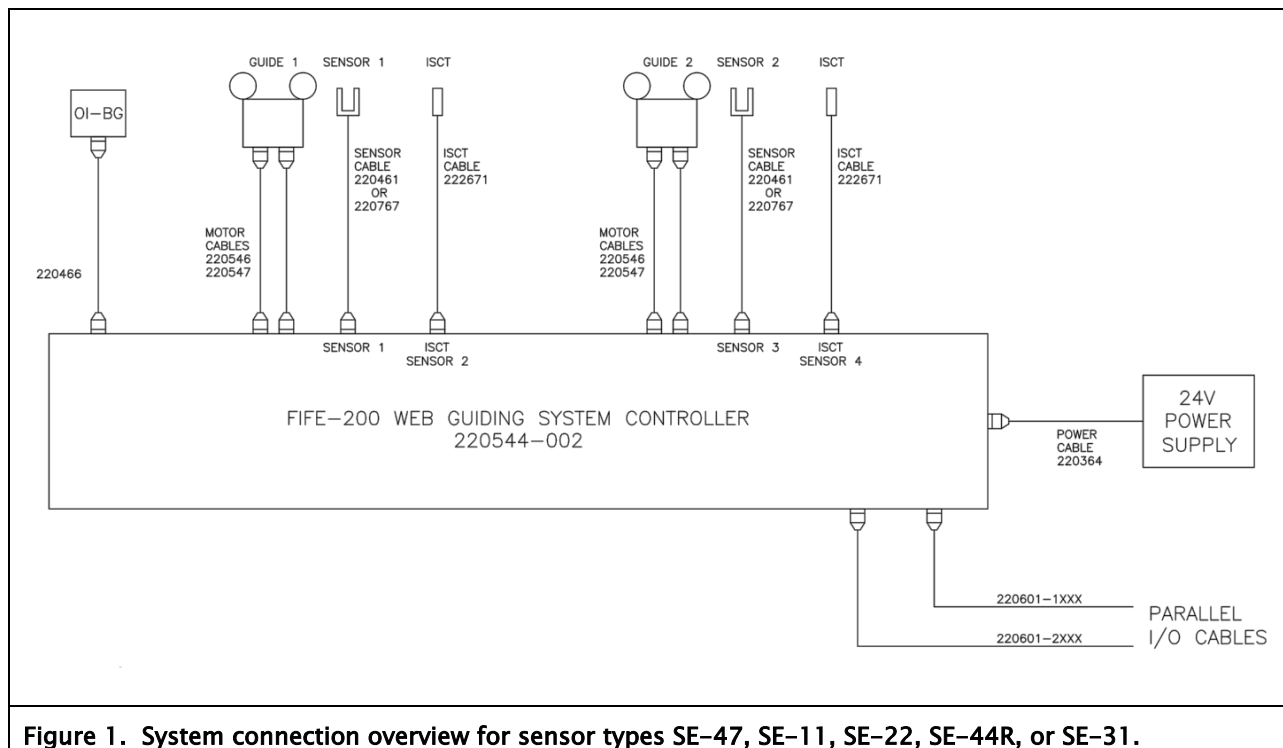 GUIDE 1
SENSOR 1
ISCT
GUIDE 2
SENSOR 2
ISCT
OI-BG
SENSOR
CABLE
220461
OR
220767
ISCT
CABLE
222671
SENSOR
CABLE
220461
OR
220767
ISCT
CABLE
222671
220466
MOTOR
CABLES
220546
220547
MOTOR
CABLES
220546
220547
SENSOR 1
ISCT
SENSOR 2
SENSOR 3
ISCT
SENSOR 4
FIFE-200 WEB GUIDING SYSTEM CONTROLLER
220544-002
POWER
CABLE
220364
24V
POWER
SUPPLY
220601-1XXX
220601-2XXX
PARALLEL
I/O CABLES
Figure 1. System connection overview for sensor types SE-47, SE-11, SE-22, SE-44R, or SE-31.